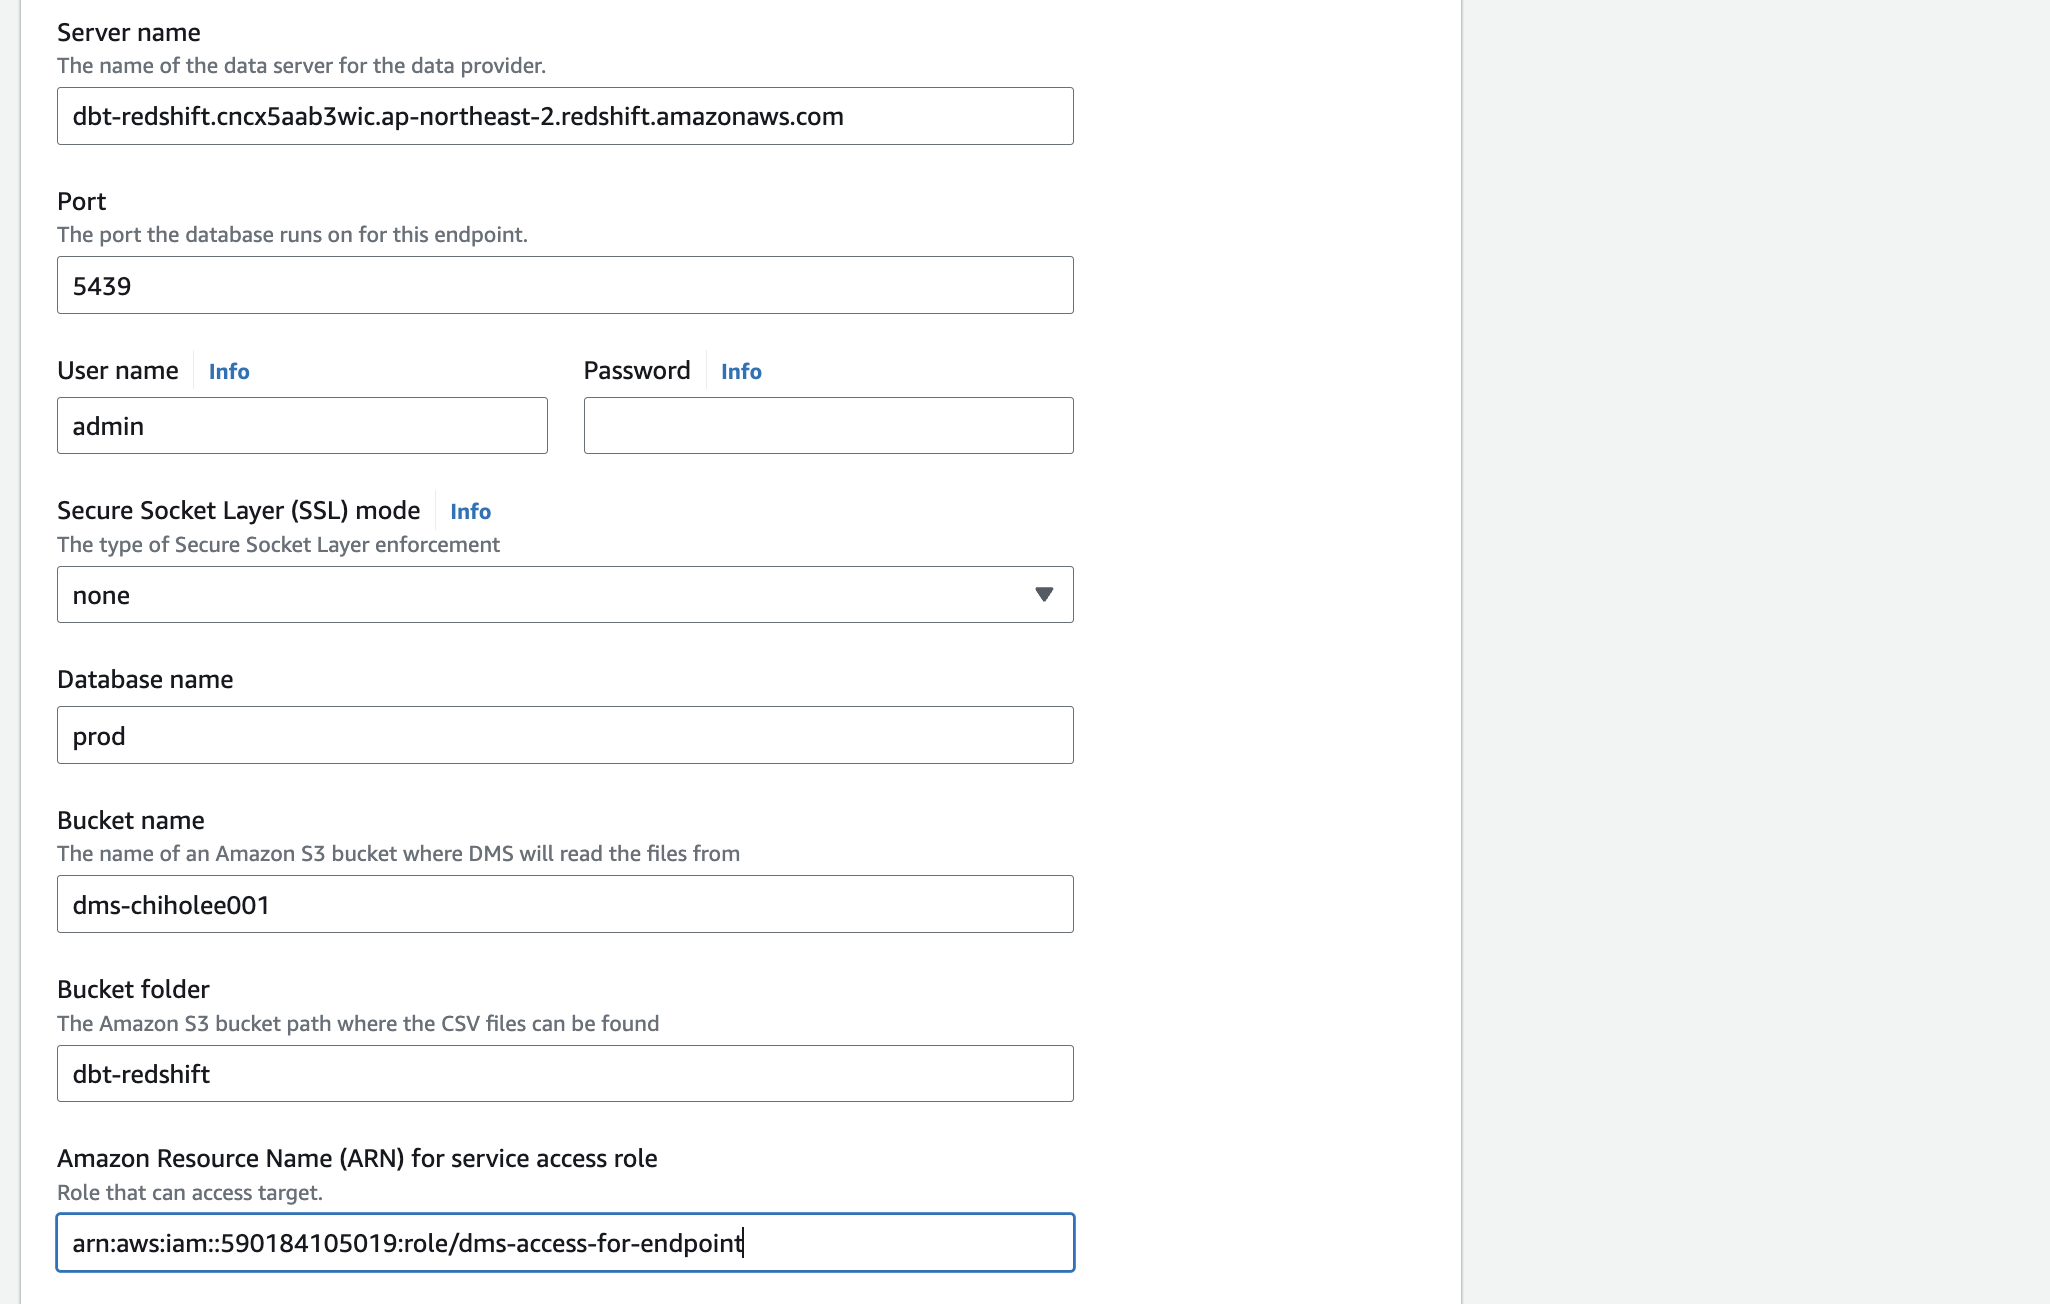 Server name
The name of the data server for the data provider.
dbt-redshift.cncx5aab3wic.ap-northeast-2.redshift.amazonaws.com
Port
The port the database runs on for this endpoint.
5439
User name Info Password Info
admin
Secure Socket Layer (SSL) mode Info
The type of Secure Socket Layer enforcement
none
Database name
prod
Bucket name
The name of an Amazon S3 bucket where DMS will read the files from
dms-chiholee001
Bucket folder
The Amazon S3 bucket path where the CSV files can be found
dbt-redshift
Amazon Resource Name (ARN) for service access role
Role that can access target.
arn:aws:iam::590184105019:role/dms-access-for-endpoint